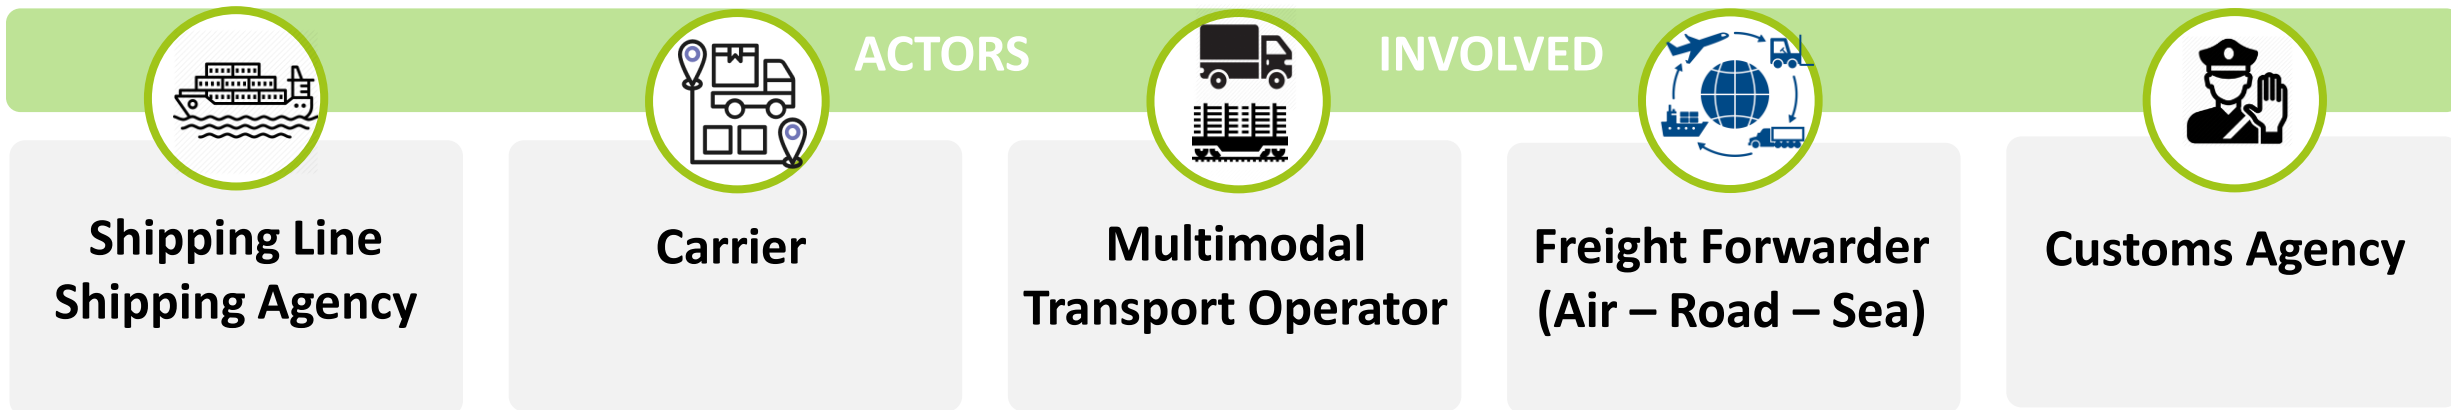 ACTORS INVOLVED
Shipping Line
Shipping Agency
Carrier
Multimodal
Transport Operator
Freight Forwarder
(Air – Road – Sea)
Customs Agency